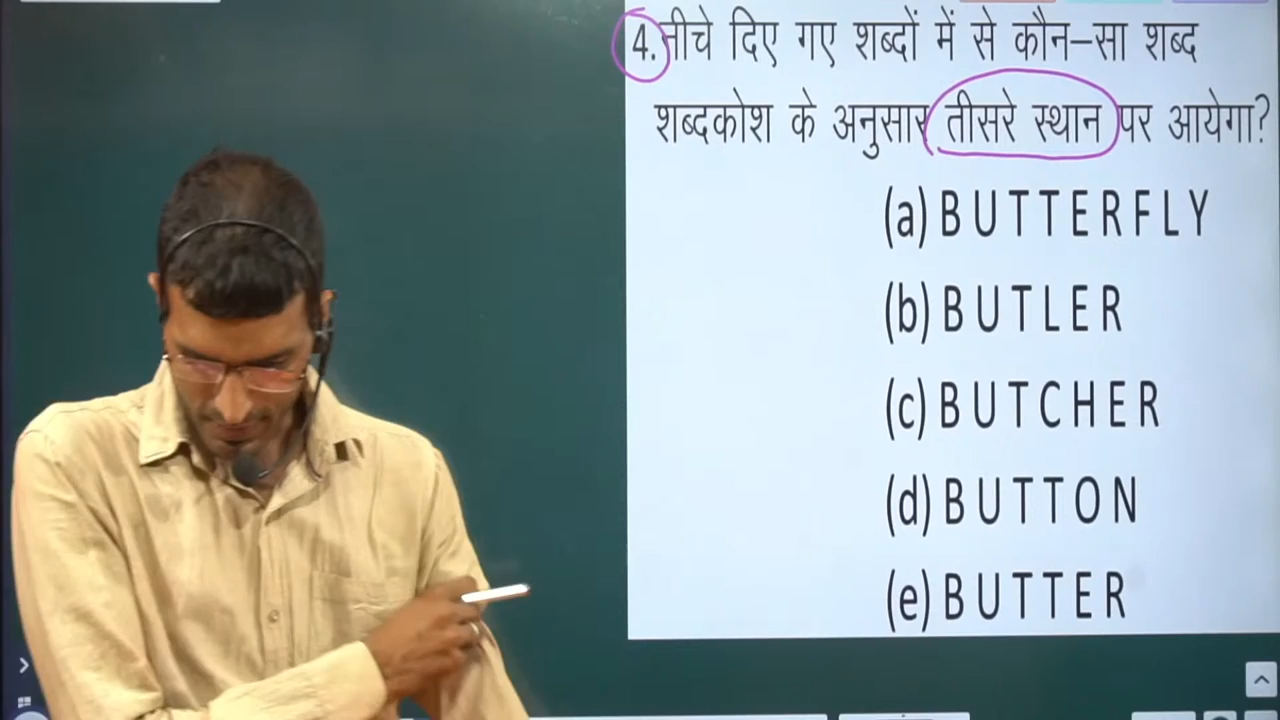 4. नीचे दिए गए शब्दों में से कौन–सा शब्द
शब्दकोश के अनुसार तीसरे स्थान पर आयेगा?
(a) BUTTERFLY
(b) BUTLER
(c) BUTCHER
(d) BUTTON
(e) BUTTER